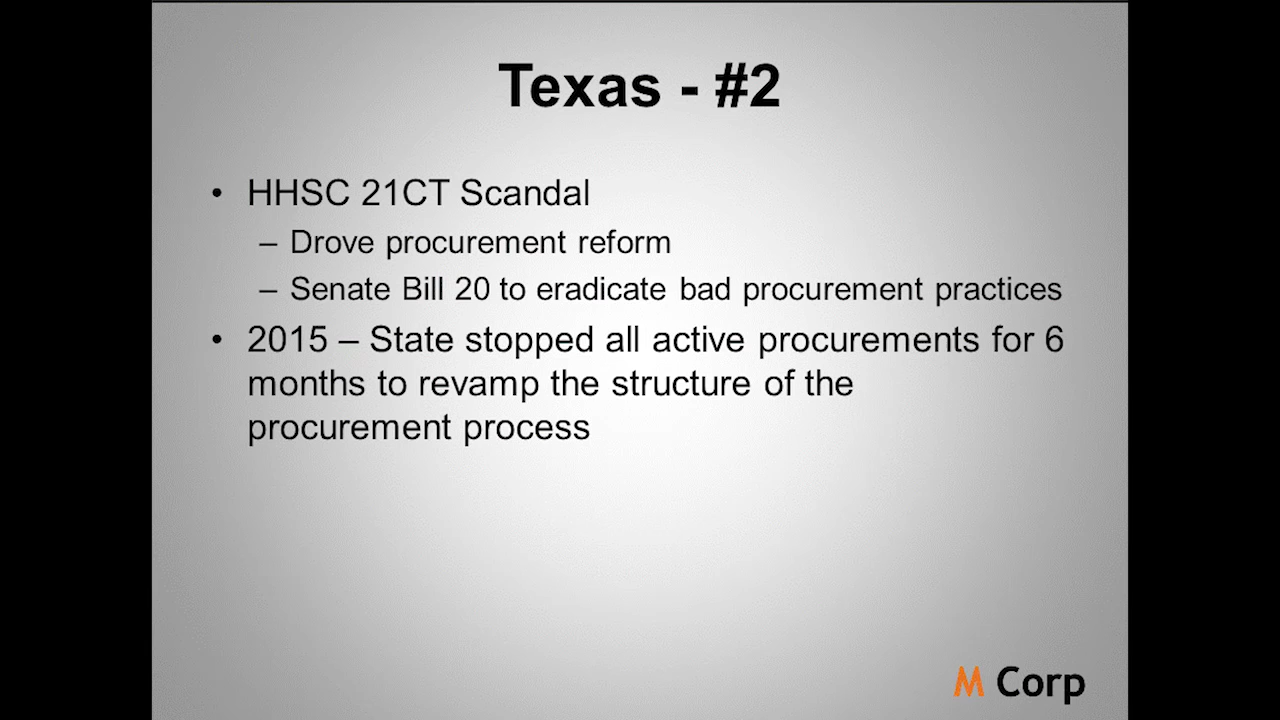 Texas - #2
• HHSC 21CT Scandal
– Drove procurement reform
– Senate Bill 20 to eradicate bad procurement practices
• 2015 – State stopped all active procurements for 6
months to revamp the structure of the
procurement process
M Corp